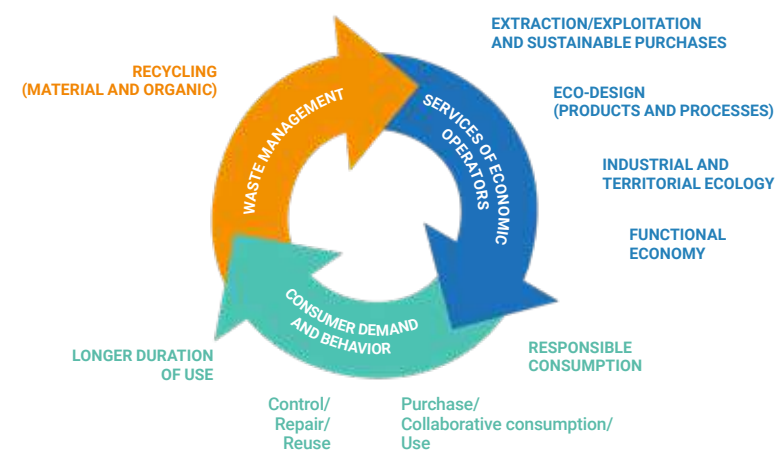 EXTRACTION/EXPLOITATION
AND SUSTAINABLE PURCHASES
RECYCLING
(MATERIAL AND ORGANIC)
ECO-DESIGN
(PRODUCTS AND PROCESSES)
WASTE MANAGEMENT
SERVICES OF ECONOMIC
OPERATORS
INDUSTRIAL AND
TERRITORIAL ECOLOGY
FUNCTIONAL
ECONOMY
CONSUMER DEMAND
AND BEHAVIOR
LONGER DURATION
OF USE
RESPONSIBLE
CONSUMPTION
Control/
Repair/
Reuse
Purchase/
Collaborative consumption/
Use